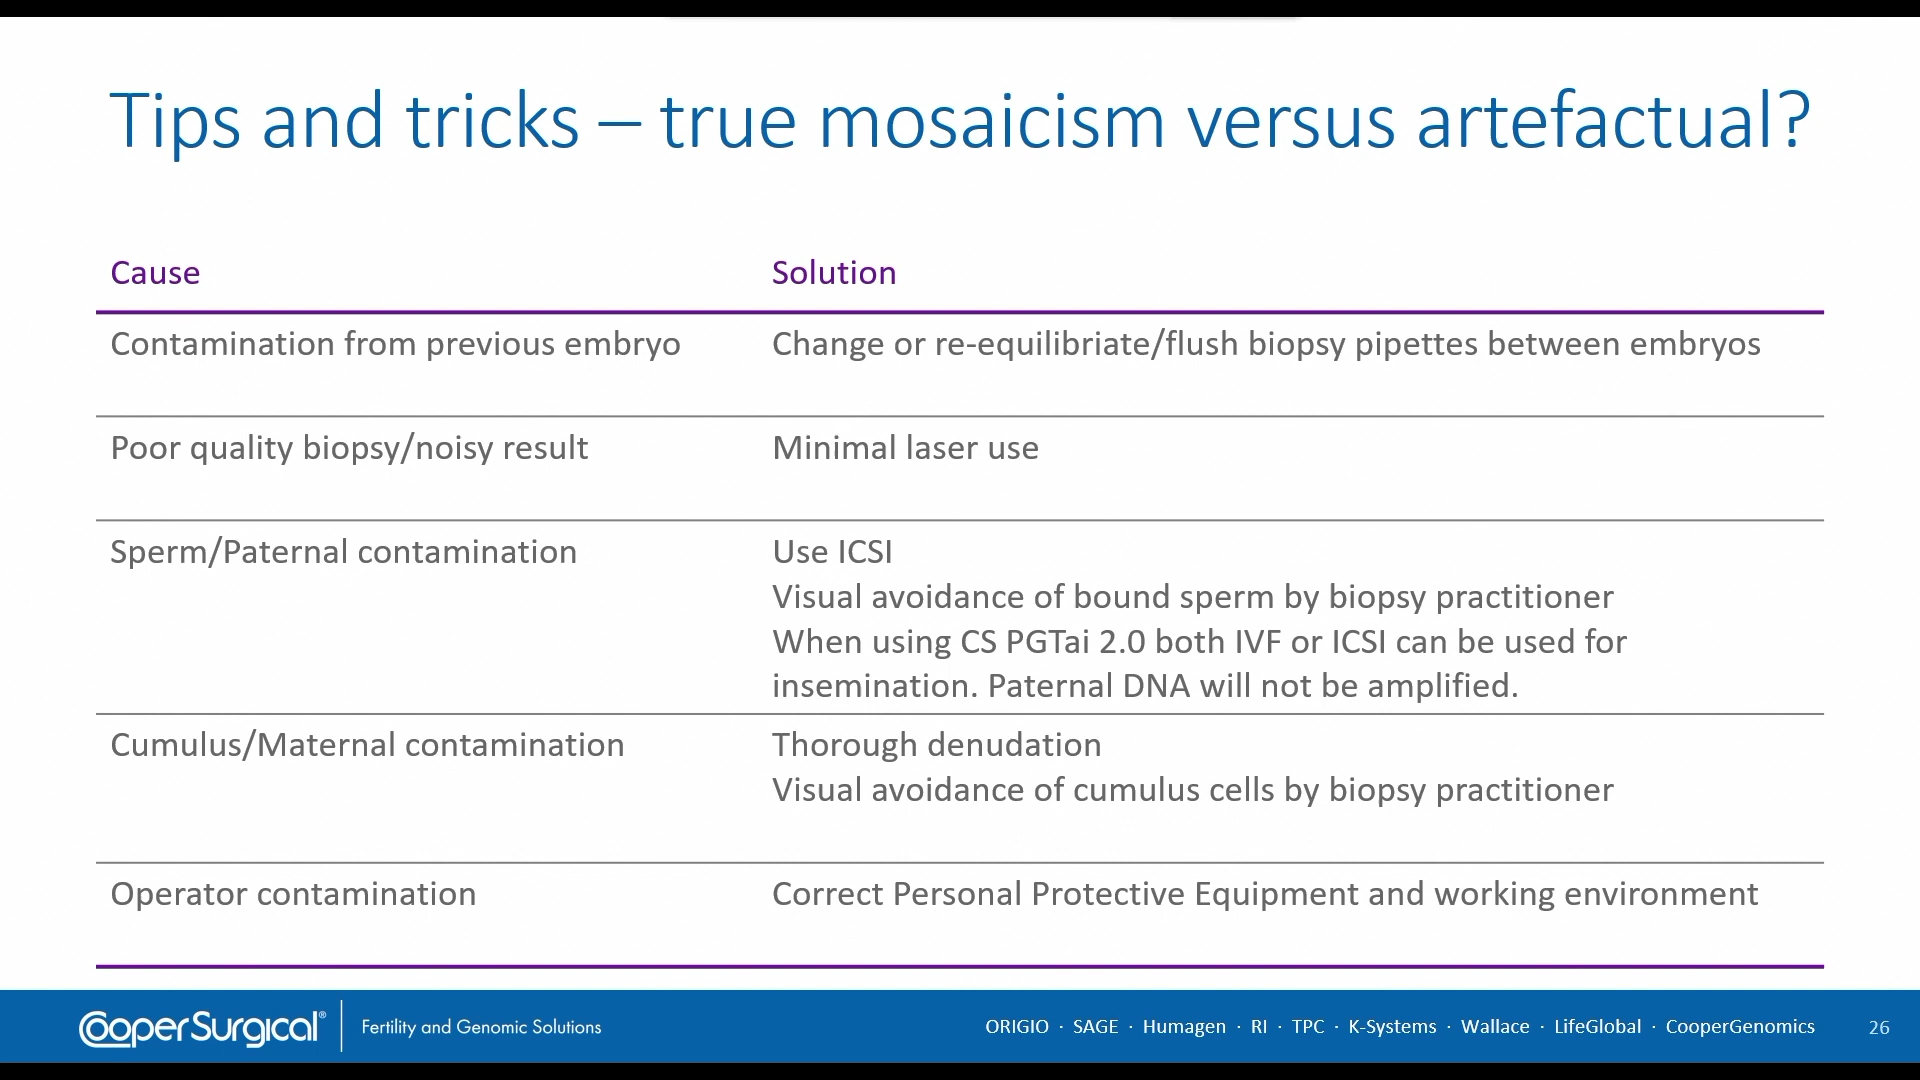 Tips and tricks – true mosaicism versus artefactual?
Cause
Solution
Contamination from previous embryo
Change or re-equilibriate/flush biopsy pipettes between embryos
Poor quality biopsy/noisy result
Minimal laser use
Sperm/Paternal contamination
Use ICSI
Visual avoidance of bound sperm by biopsy practitioner
When using CS PGTai 2.0 both IVF or ICSI can be used for
insemination. Paternal DNA will not be amplified.
Cumulus/Maternal contamination
Thorough denudation
Visual avoidance of cumulus cells by biopsy practitioner
Operator contamination
Correct Personal Protective Equipment and working environment
CooperSurgical®
Fertility and Genomic Solutions
ORIGIO · SAGE · Humagen · RI · TPC · K-Systems · Wallace · LifeGlobal · CooperGenomics
26